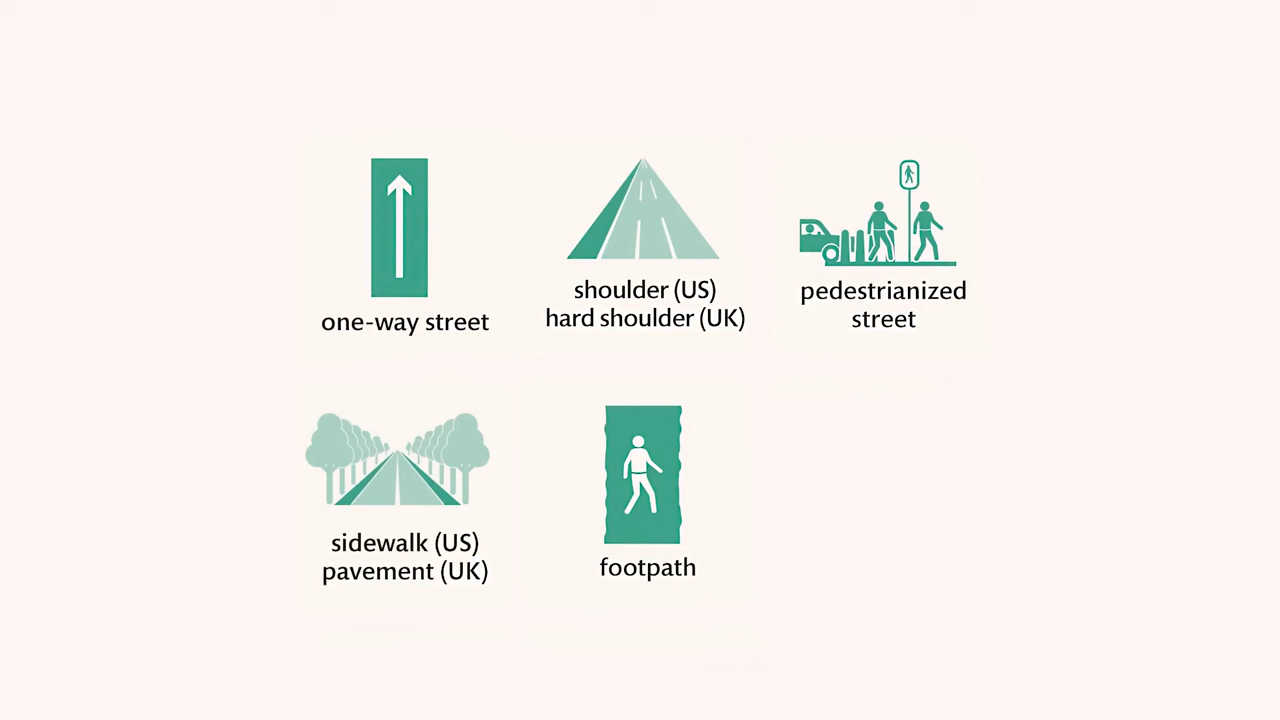 one-way street
shoulder (US)
hard shoulder (UK)
pedestrianized
street
sidewalk (US)
pavement (UK)
footpath